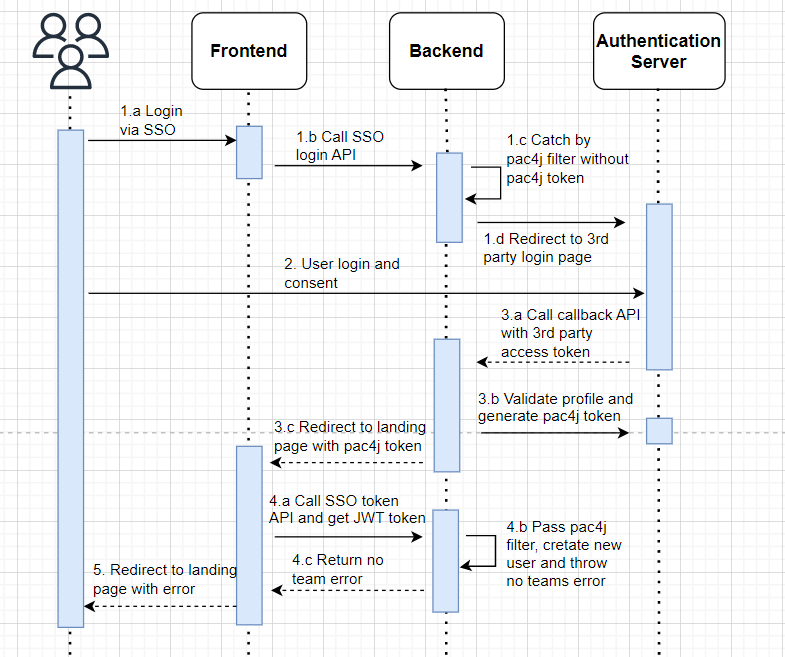 Frontend
Backend
Authentication
Server
1.a Login
via SSO
1.b Call SSO
login API
1.c Catch by
pac4j filter without
pac4j token
1.d Redirect to 3rd
party login page
2. User login and
consent
3.a Call callback API
with 3rd party
access token
3.b Validate profile and
generate pac4j token
3.c Redirect to landing
page with pac4j token
4.a Call SSO token
API and get JWT token
4.b Pass pac4j
filter, cretate new
user and throw
no teams error
4.c Return no
team error
5. Redirect to landing
page with error